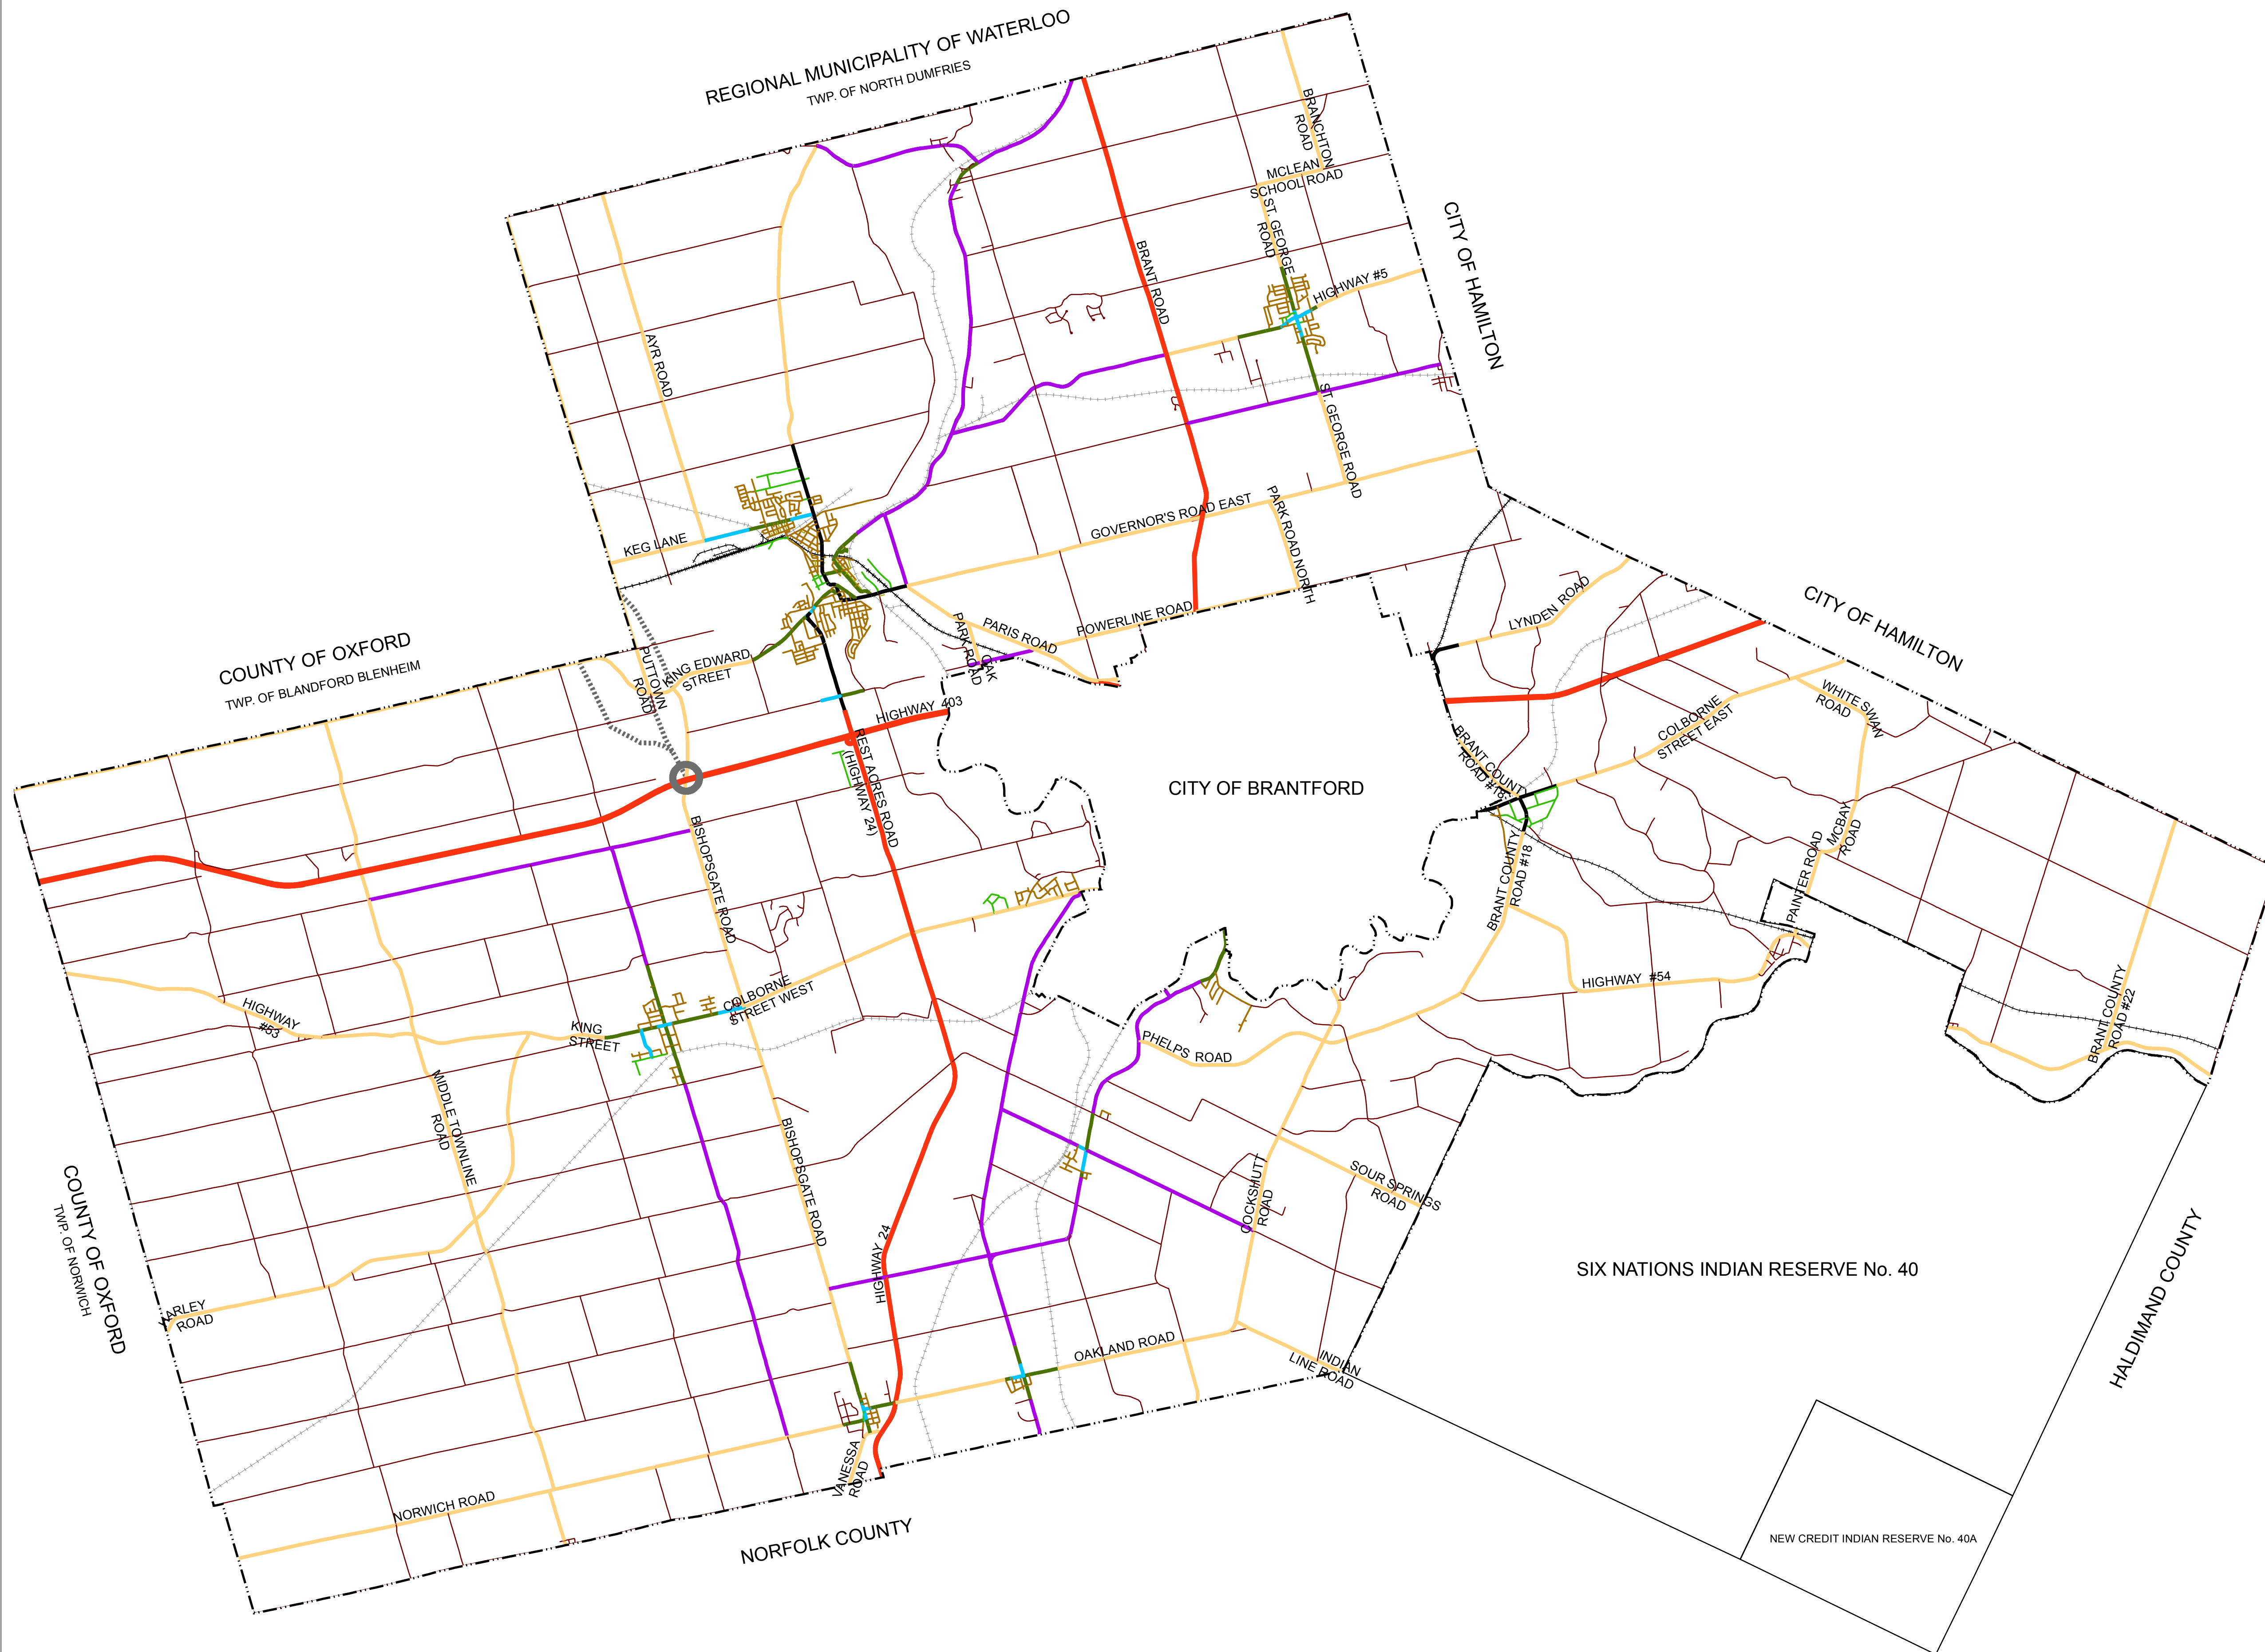 REGIONAL MUNICIPALITY OF WATERLOO
TWP. OF NORTH DUMFRIES
BRANCHTON
ROAD
MCLEAN
SCHOOL ROAD
ST. GEORGE
ROAD
CITY OF HAMILTON
BRANT ROAD
HIGHWAY #5
AYR ROAD
ST. GEORGE ROAD
GOVERNOR'S ROAD EAST
PARK ROAD NORTH
KEG LANE
CITY OF HAMILTON
LYNDEN ROAD
POWERLINE ROAD
PARIS ROAD
OAK
PARK ROAD
COUNTY OF OXFORD
TWP. OF BLANDFORD BLENHEIM
PUTTOWN
ROAD
KING EDWARD
STREET
HIGHWAY 403
REST ACRES ROAD
(HIGHWAY 24)
WHITE SWAN
ROAD
COLBORNE
STREET EAST
BRANT COUNTY
ROAD #18
CITY OF BRANTFORD
BISHOPSGATE ROAD
MCBAY
ROAD
PAINTER ROAD
BRANT COUNTY
ROAD #18
HIGHWAY #54
BRANT COUNTY
ROAD #22
COLBORNE
STREET WEST
HIGHWAY
#53
KING
STREET
PHELPS ROAD
MIDDLE TOWNLINE
ROAD
BISHOPSGATE ROAD
COCKSHUTT
ROAD
SOUR SPRINGS
ROAD
COUNTY OF OXFORD
TWP. OF NORWICH
HIGHWAY 24
SIX NATIONS INDIAN RESERVE No. 40
HALDIMAND COUNTY
HARLEY
ROAD
OAKLAND ROAD
INDIAN
LINE ROAD
VANESSA
ROAD
NORWICH ROAD
NORFOLK COUNTY
NEW CREDIT INDIAN RESERVE No. 40A